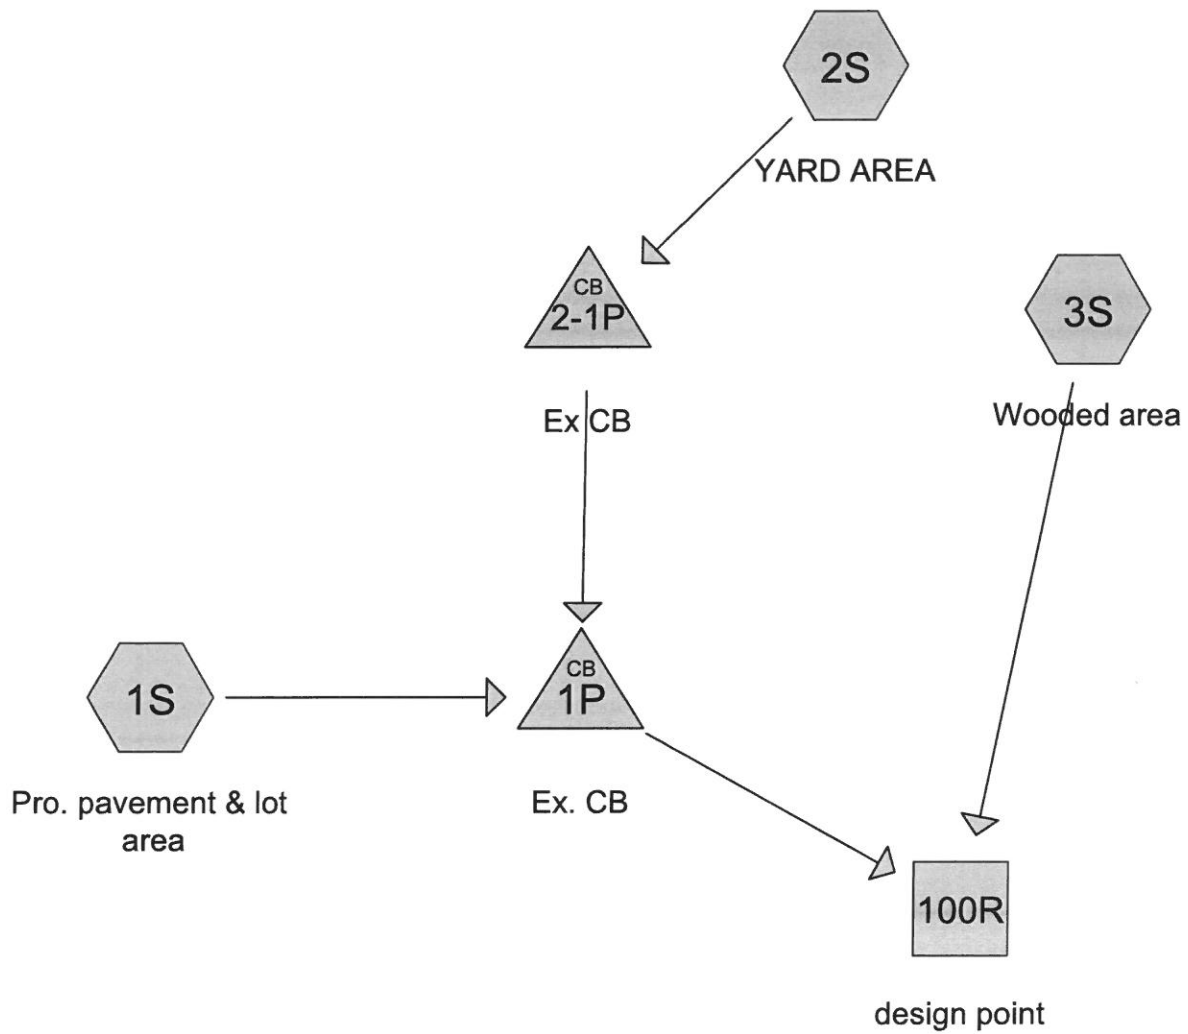 2S
YARD AREA
CB
2-1P
Ex CB
3S
Wooded area
1S
Pro. pavement & lot
area
CB
1P
Ex. CB
100R
design point